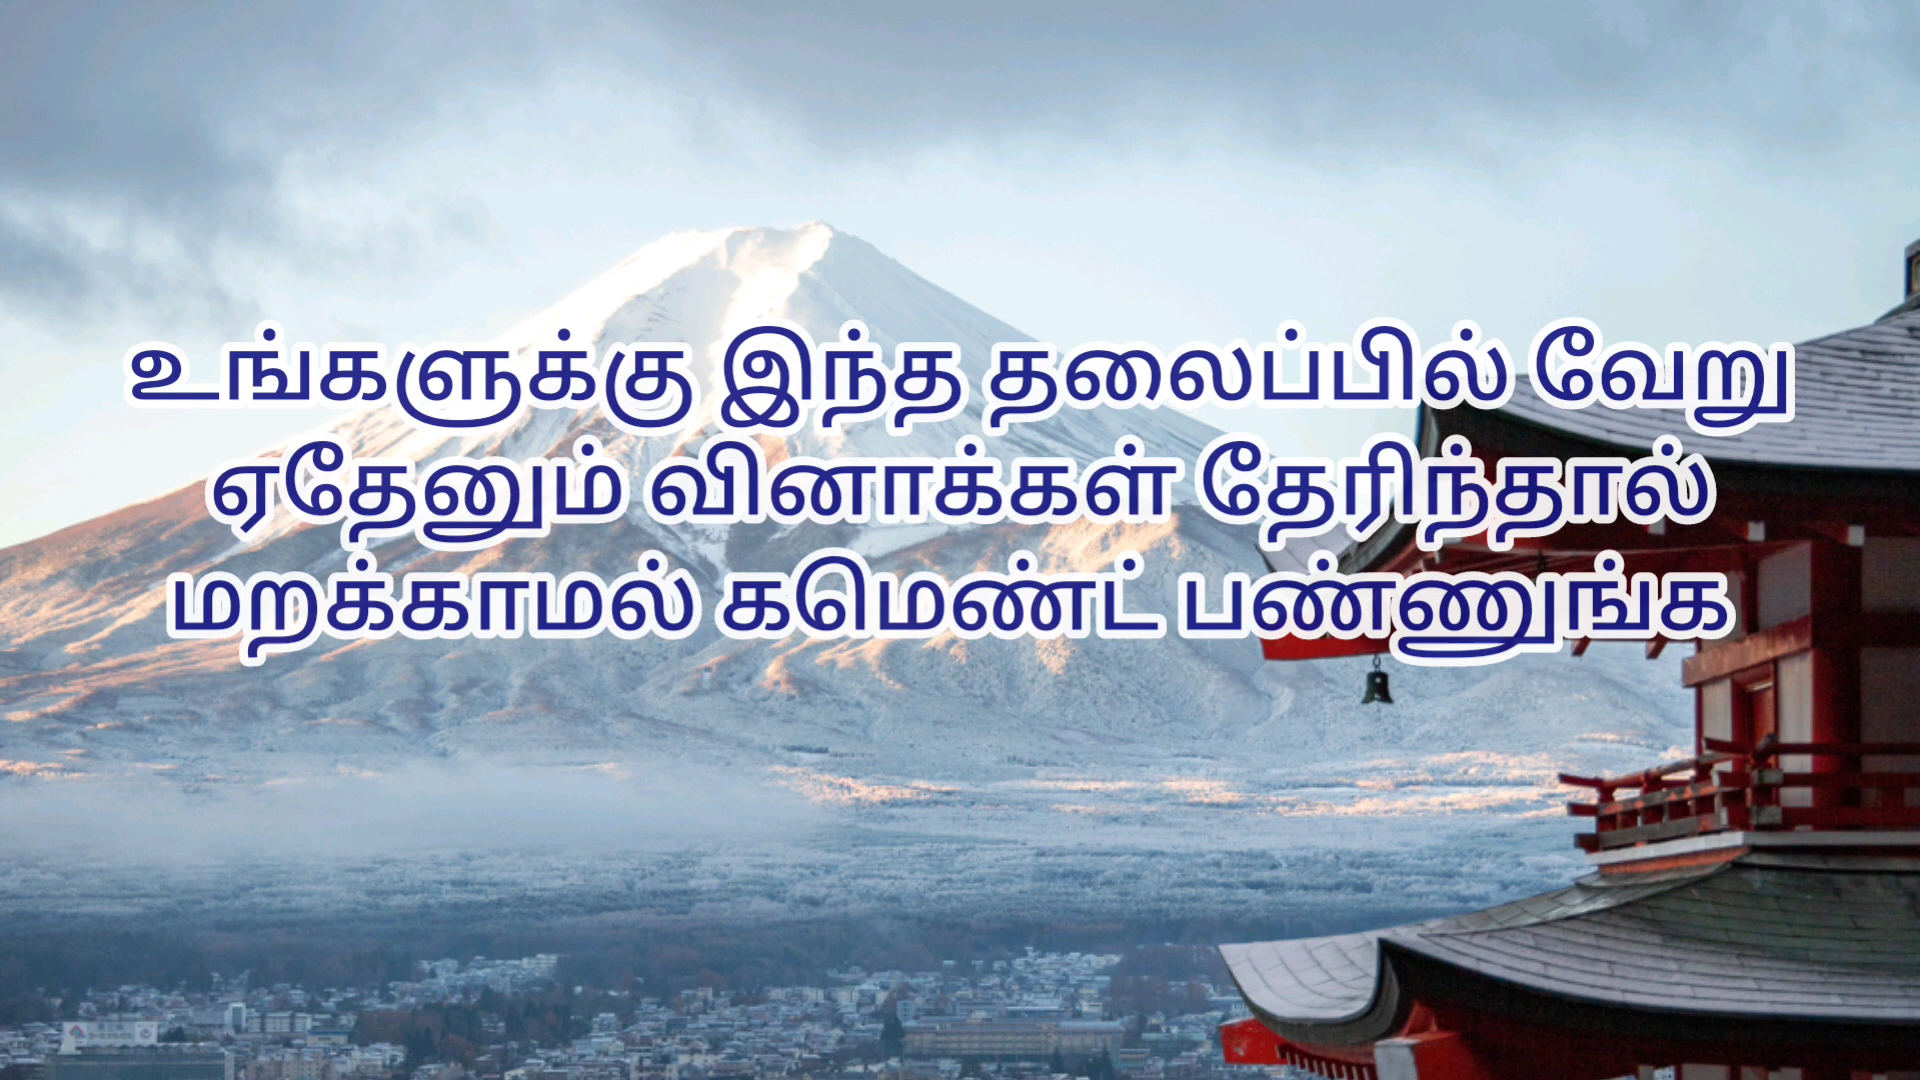 உங்களுக்கு இந்த தலைப்பில் வேறு
ஏதேனும் வினாக்கள் தேரிந்தால்
மறக்காமல் கமெண்ட் பண்ணுங்க